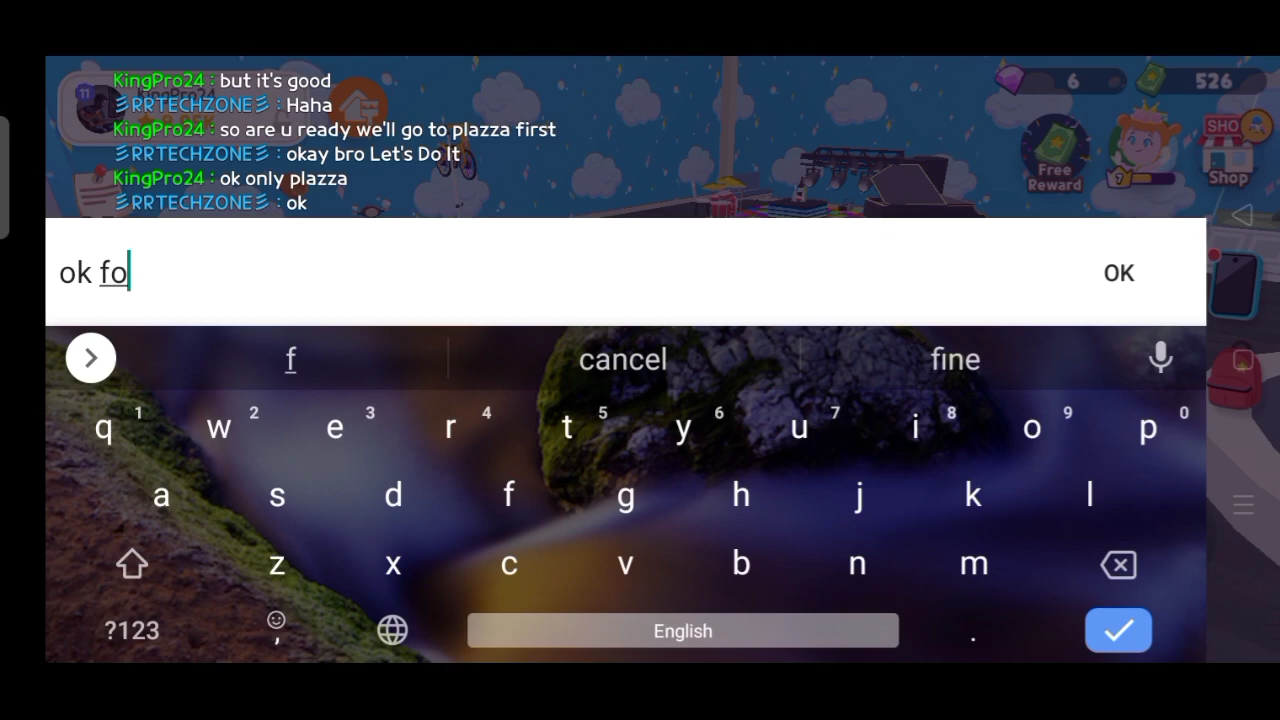 KingPro24 : but it's good
彡RRTECHZONE彡 : Haha
KingPro24 : so are u ready we'll go to plazza first
彡RRTECHZONE彡 : okay bro Let's Do It
KingPro24 : ok only plazza
彡RRTECHZONE彡 : ok
11
6
526
Free
Reward
7
SHO
Shop
ok fo
OK
f
cancel
fine
q 1 w 2 e 3 r 4 t 5 y 6 u 7 i 8 o 9 p 0
a s d f g h j k l
z x c v b n m
?123
,
English
.